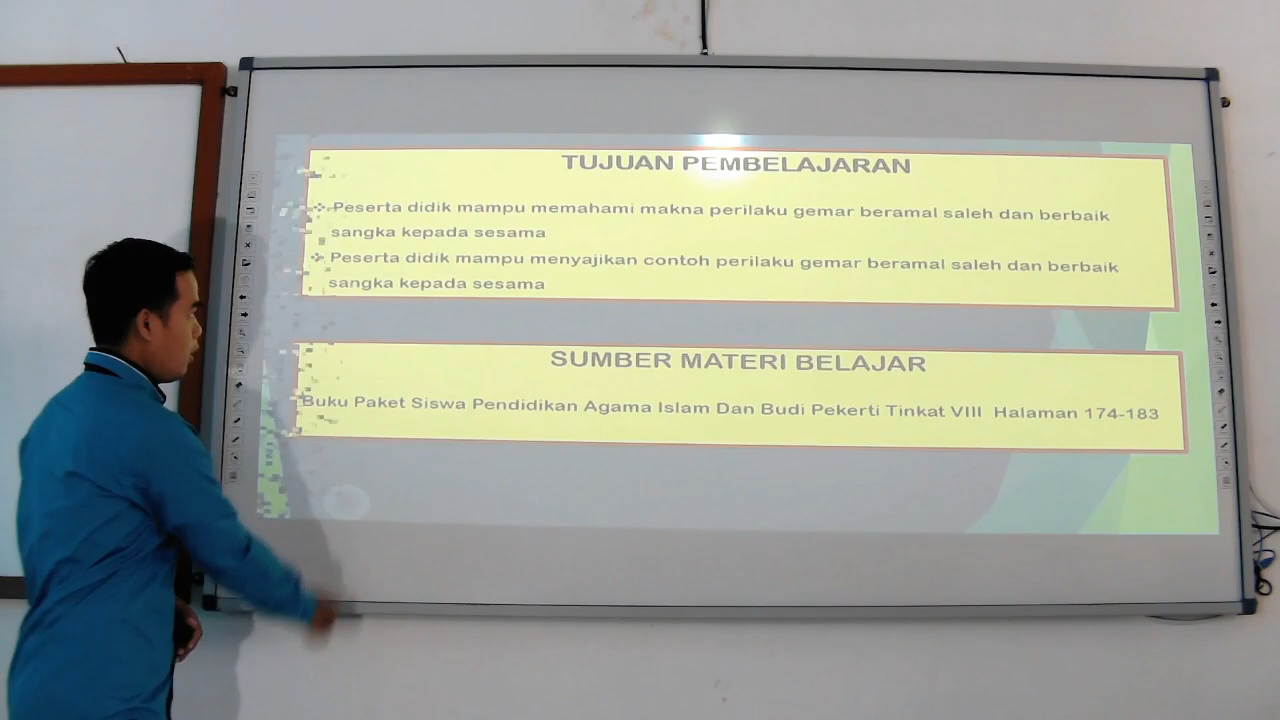 TUJUAN PEMBELAJARAN
❖ Peserta didik mampu memahami makna perilaku gemar beramal saleh dan berbaik
sangka kepada sesama
❖ Peserta didik mampu menyajikan contoh perilaku gemar beramal saleh dan berbaik
sangka kepada sesama
SUMBER MATERI BELAJAR
Buku Paket Siswa Pendidikan Agama Islam Dan Budi Pekerti Tinkat VIII Halaman 174-183